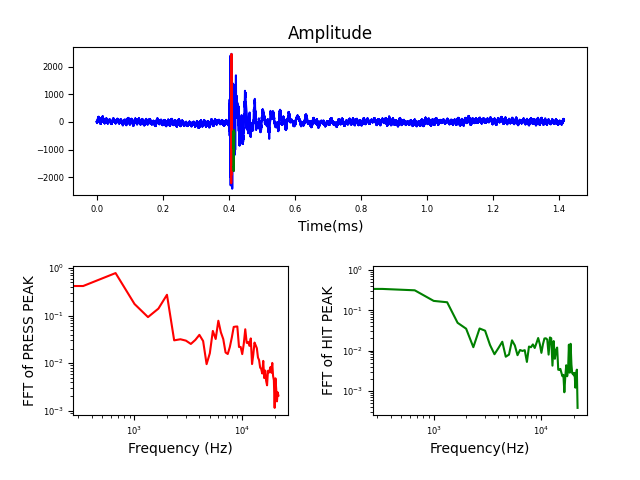 Amplitude
2000
1000
0
−1000
−2000
0.0 0.2 0.4 0.6 0.8 1.0 1.2 1.4
Time(ms)
FFT of PRESS PEAK
10⁰
10⁻¹
10⁻²
10⁻³
10³ 10⁴
Frequency (Hz)
FFT of HIT PEAK
10⁰
10⁻¹
10⁻²
10⁻³
10³ 10⁴
Frequency(Hz)